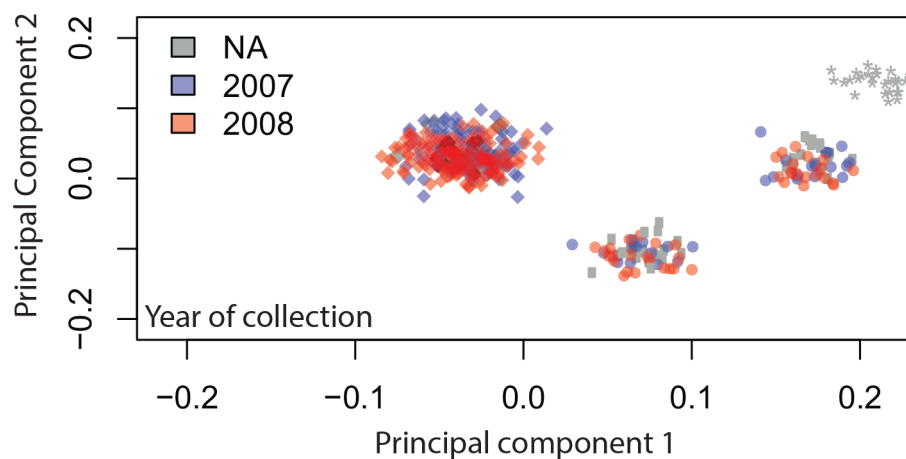 Principal Component 2
0.2
0.0
−0.2
NA
2007
2008
Year of collection
−0.2 −0.1 0.0 0.1 0.2
Principal component 1